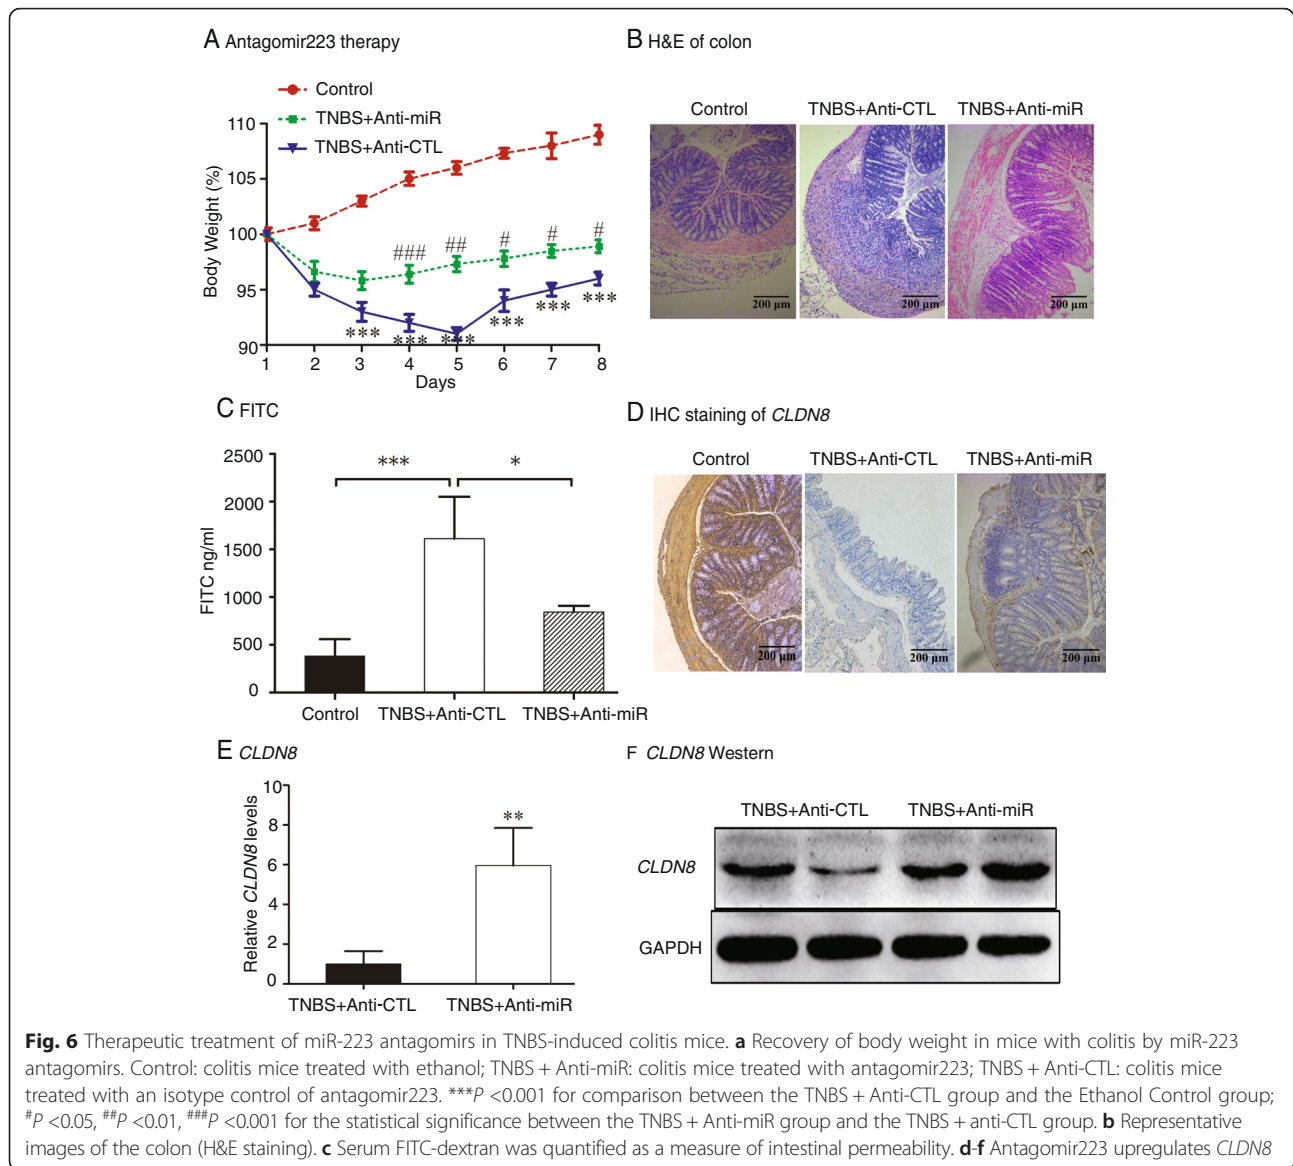 A Antagomir223 therapy
Control
TNBS+Anti-miR
TNBS+Anti-CTL
Body Weight (%)
110
105
100
95
90
### ## # # #
*** *** *** *** *** ***
1 2 3 4 5 6 7 8
Days
B H&E of colon
Control TNBS+Anti-CTL TNBS+Anti-miR
200 µm 200 µm 200 µm
C FITC
FITC ng/ml
2500
2000
1500
1000
500
0
*** *
Control TNBS+Anti-CTL TNBS+Anti-miR
D IHC staining of CLDN8
Control TNBS+Anti-CTL TNBS+Anti-miR
200 µm 200 µm 200 µm
E CLDN8
Relative CLDN8 levels
10
8
6
4
2
0
**
TNBS+Anti-CTL TNBS+Anti-miR
F CLDN8 Western
TNBS+Anti-CTL TNBS+Anti-miR
CLDN8
GAPDH
Fig. 6 Therapeutic treatment of miR-223 antagomirs in TNBS-induced colitis mice. a Recovery of body weight in mice with colitis by miR-223
antagomirs. Control: colitis mice treated with ethanol; TNBS + Anti-miR: colitis mice treated with antagomir223; TNBS + Anti-CTL: colitis mice
treated with an isotype control of antagomir223. ***P <0.001 for comparison between the TNBS + Anti-CTL group and the Ethanol Control group;
#P <0.05, ##P <0.01, ###P <0.001 for the statistical significance between the TNBS + Anti-miR group and the TNBS + anti-CTL group. b Representative
images of the colon (H&E staining). c Serum FITC-dextran was quantified as a measure of intestinal permeability. d-f Antagomir223 upregulates CLDN8